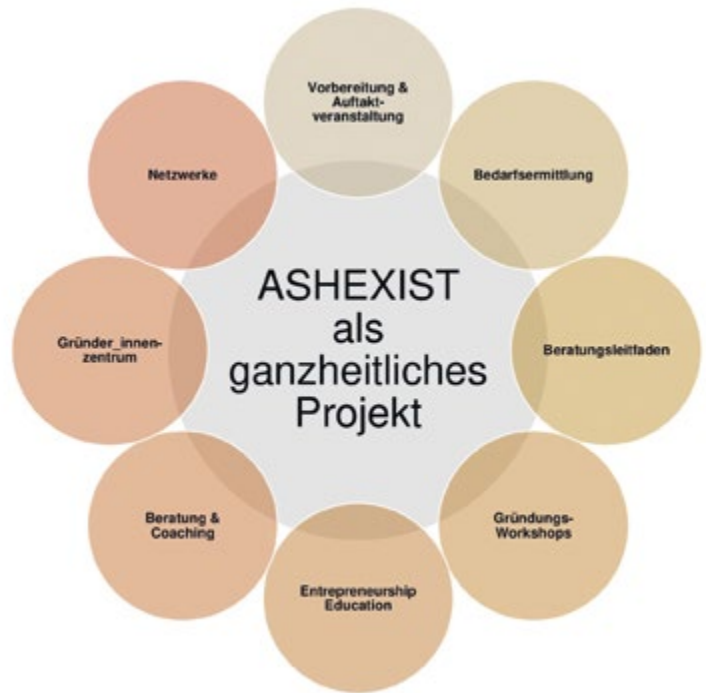 Vorbereitung &
Auftakt-
veranstaltung
Bedarfsermittlung
Beratungsleitfaden
Gründungs-
Workshops
Entrepreneurship
Education
Beratung &
Coaching
Gründer_innen-
zentrum
Netzwerke
ASHEXIST
als
ganzheitliches
Projekt